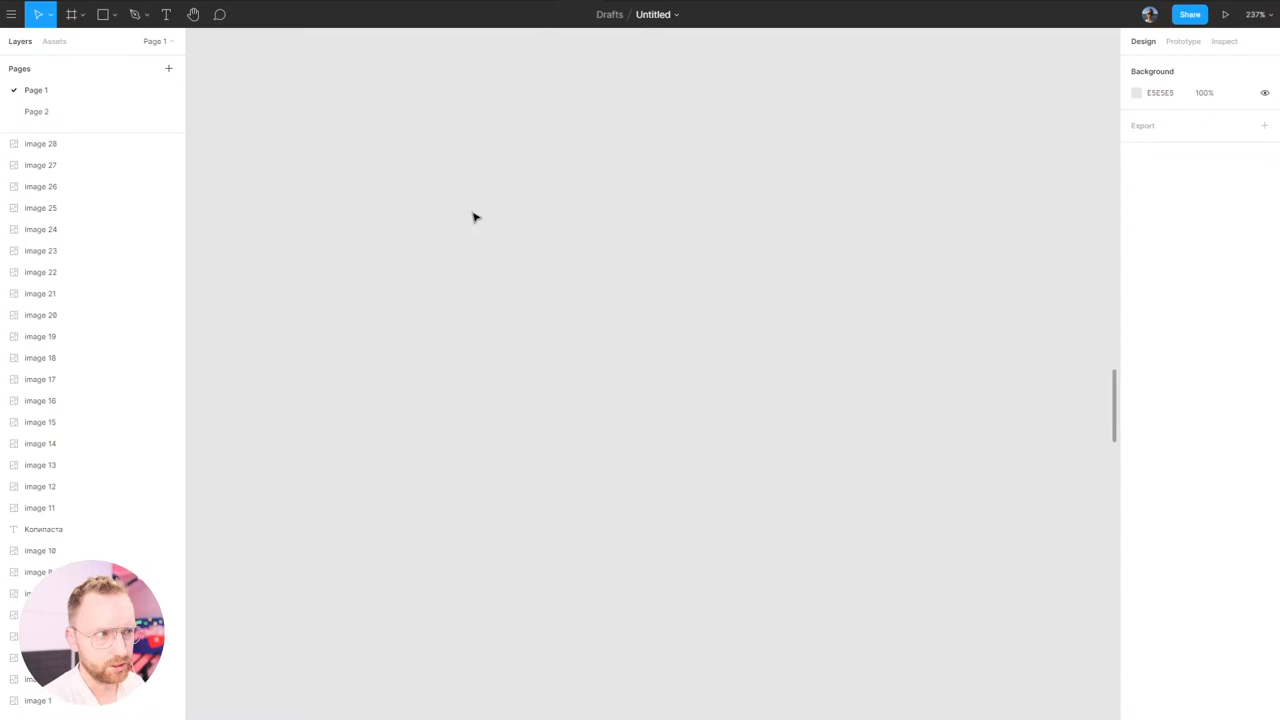 Drafts / Untitled
Share
237%
Layers
Assets
Page 1
Design
Prototype
Inspect
Pages
Page 1
Page 2
Background
E5E5E5
100%
Export
image 28
image 27
image 26
image 25
image 24
image 23
image 22
image 21
image 20
image 19
image 18
image 17
image 16
image 15
image 14
image 13
image 12
image 11
Копипаста
image 10
image 8
image 1